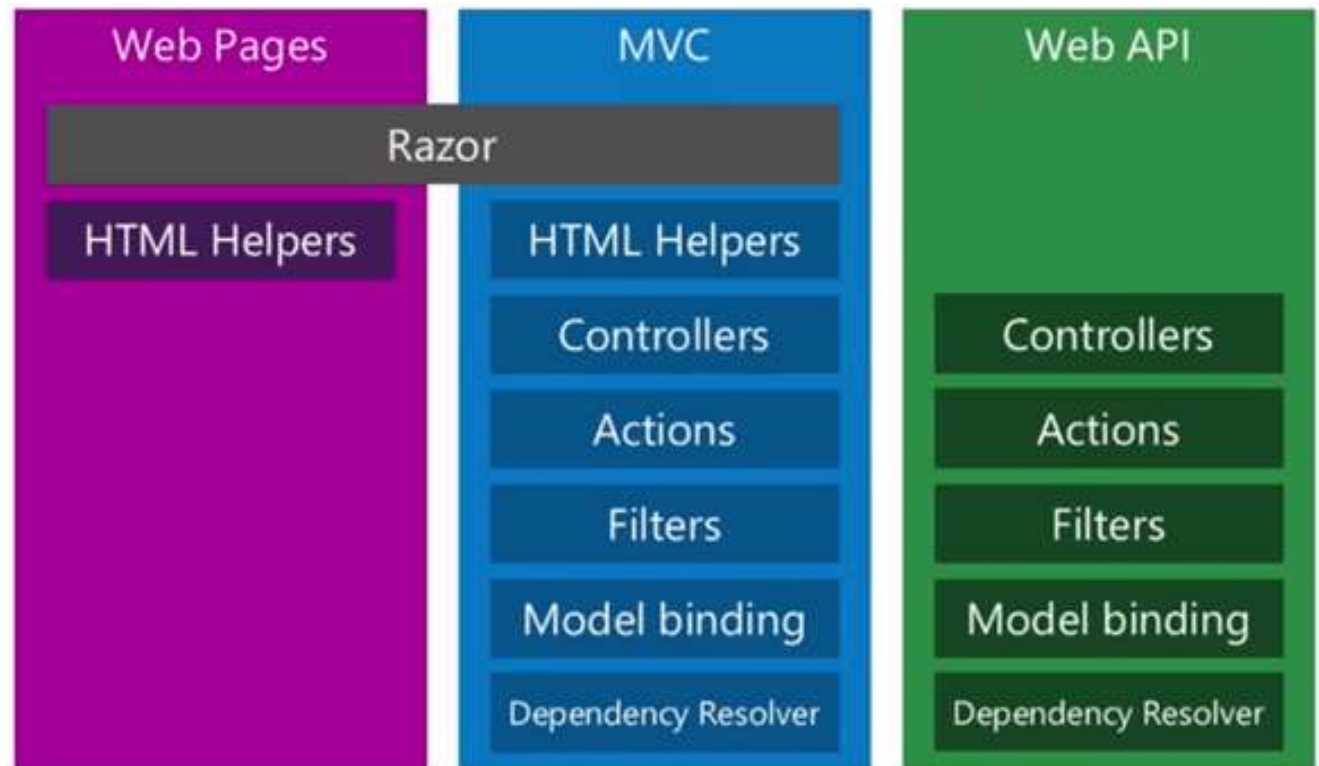 Web Pages
MVC
Web API
Razor
HTML Helpers
HTML Helpers
Controllers
Controllers
Actions
Actions
Filters
Filters
Model binding
Model binding
Dependency Resolver
Dependency Resolver